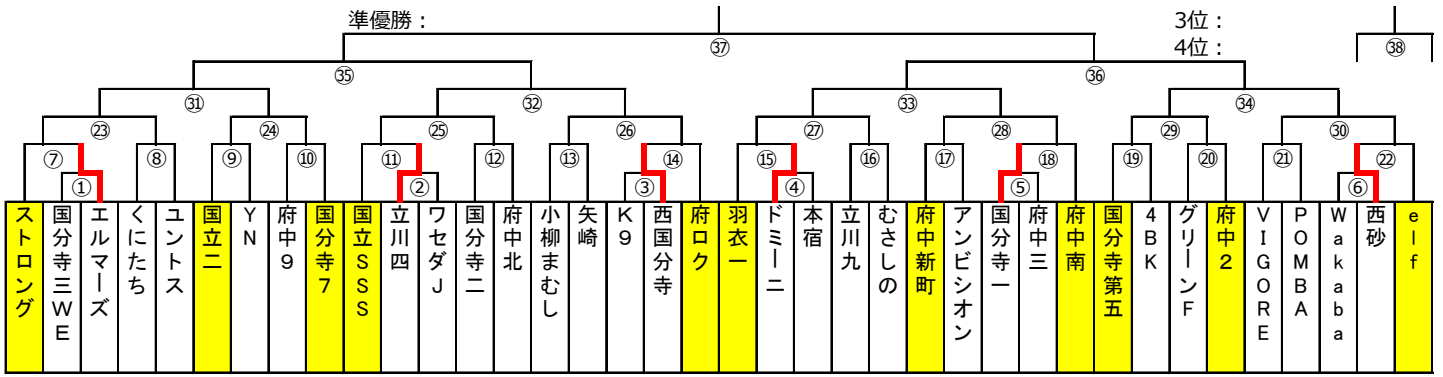 準優勝： 3位：
㊲ 4位： ㊳
㉟ ㊱
㉛ ㉜ ㉝ ㉞
㉓ ㉔ ㉕ ㉖ ㉗ ㉘ ㉙ ㉚
⑦ ⑧ ⑨ ⑩ ⑪ ⑫ ⑬ ⑭ ⑮ ⑯ ⑰ ⑱ ⑲ ⑳ ㉑ ㉒
① ② ③ ④ ⑤ ⑥
ストロング
国分寺三WE
エルマーズ
くにたち
ユントス
国立二
YN
府中9
国分寺7
国立SSS
立川四
ワセダJ
国分寺二
府中北
小柳まむし
矢崎
K9
西国分寺
府ロク
羽衣一
ドミーニ
本宿
立川九
むさしの
府中新町
アンビシオン
国分寺一
府中三
府中南
国分寺第五
4BK
グリーンF
府中2
VIGORE
POMBA
Wakaba
西砂
elf